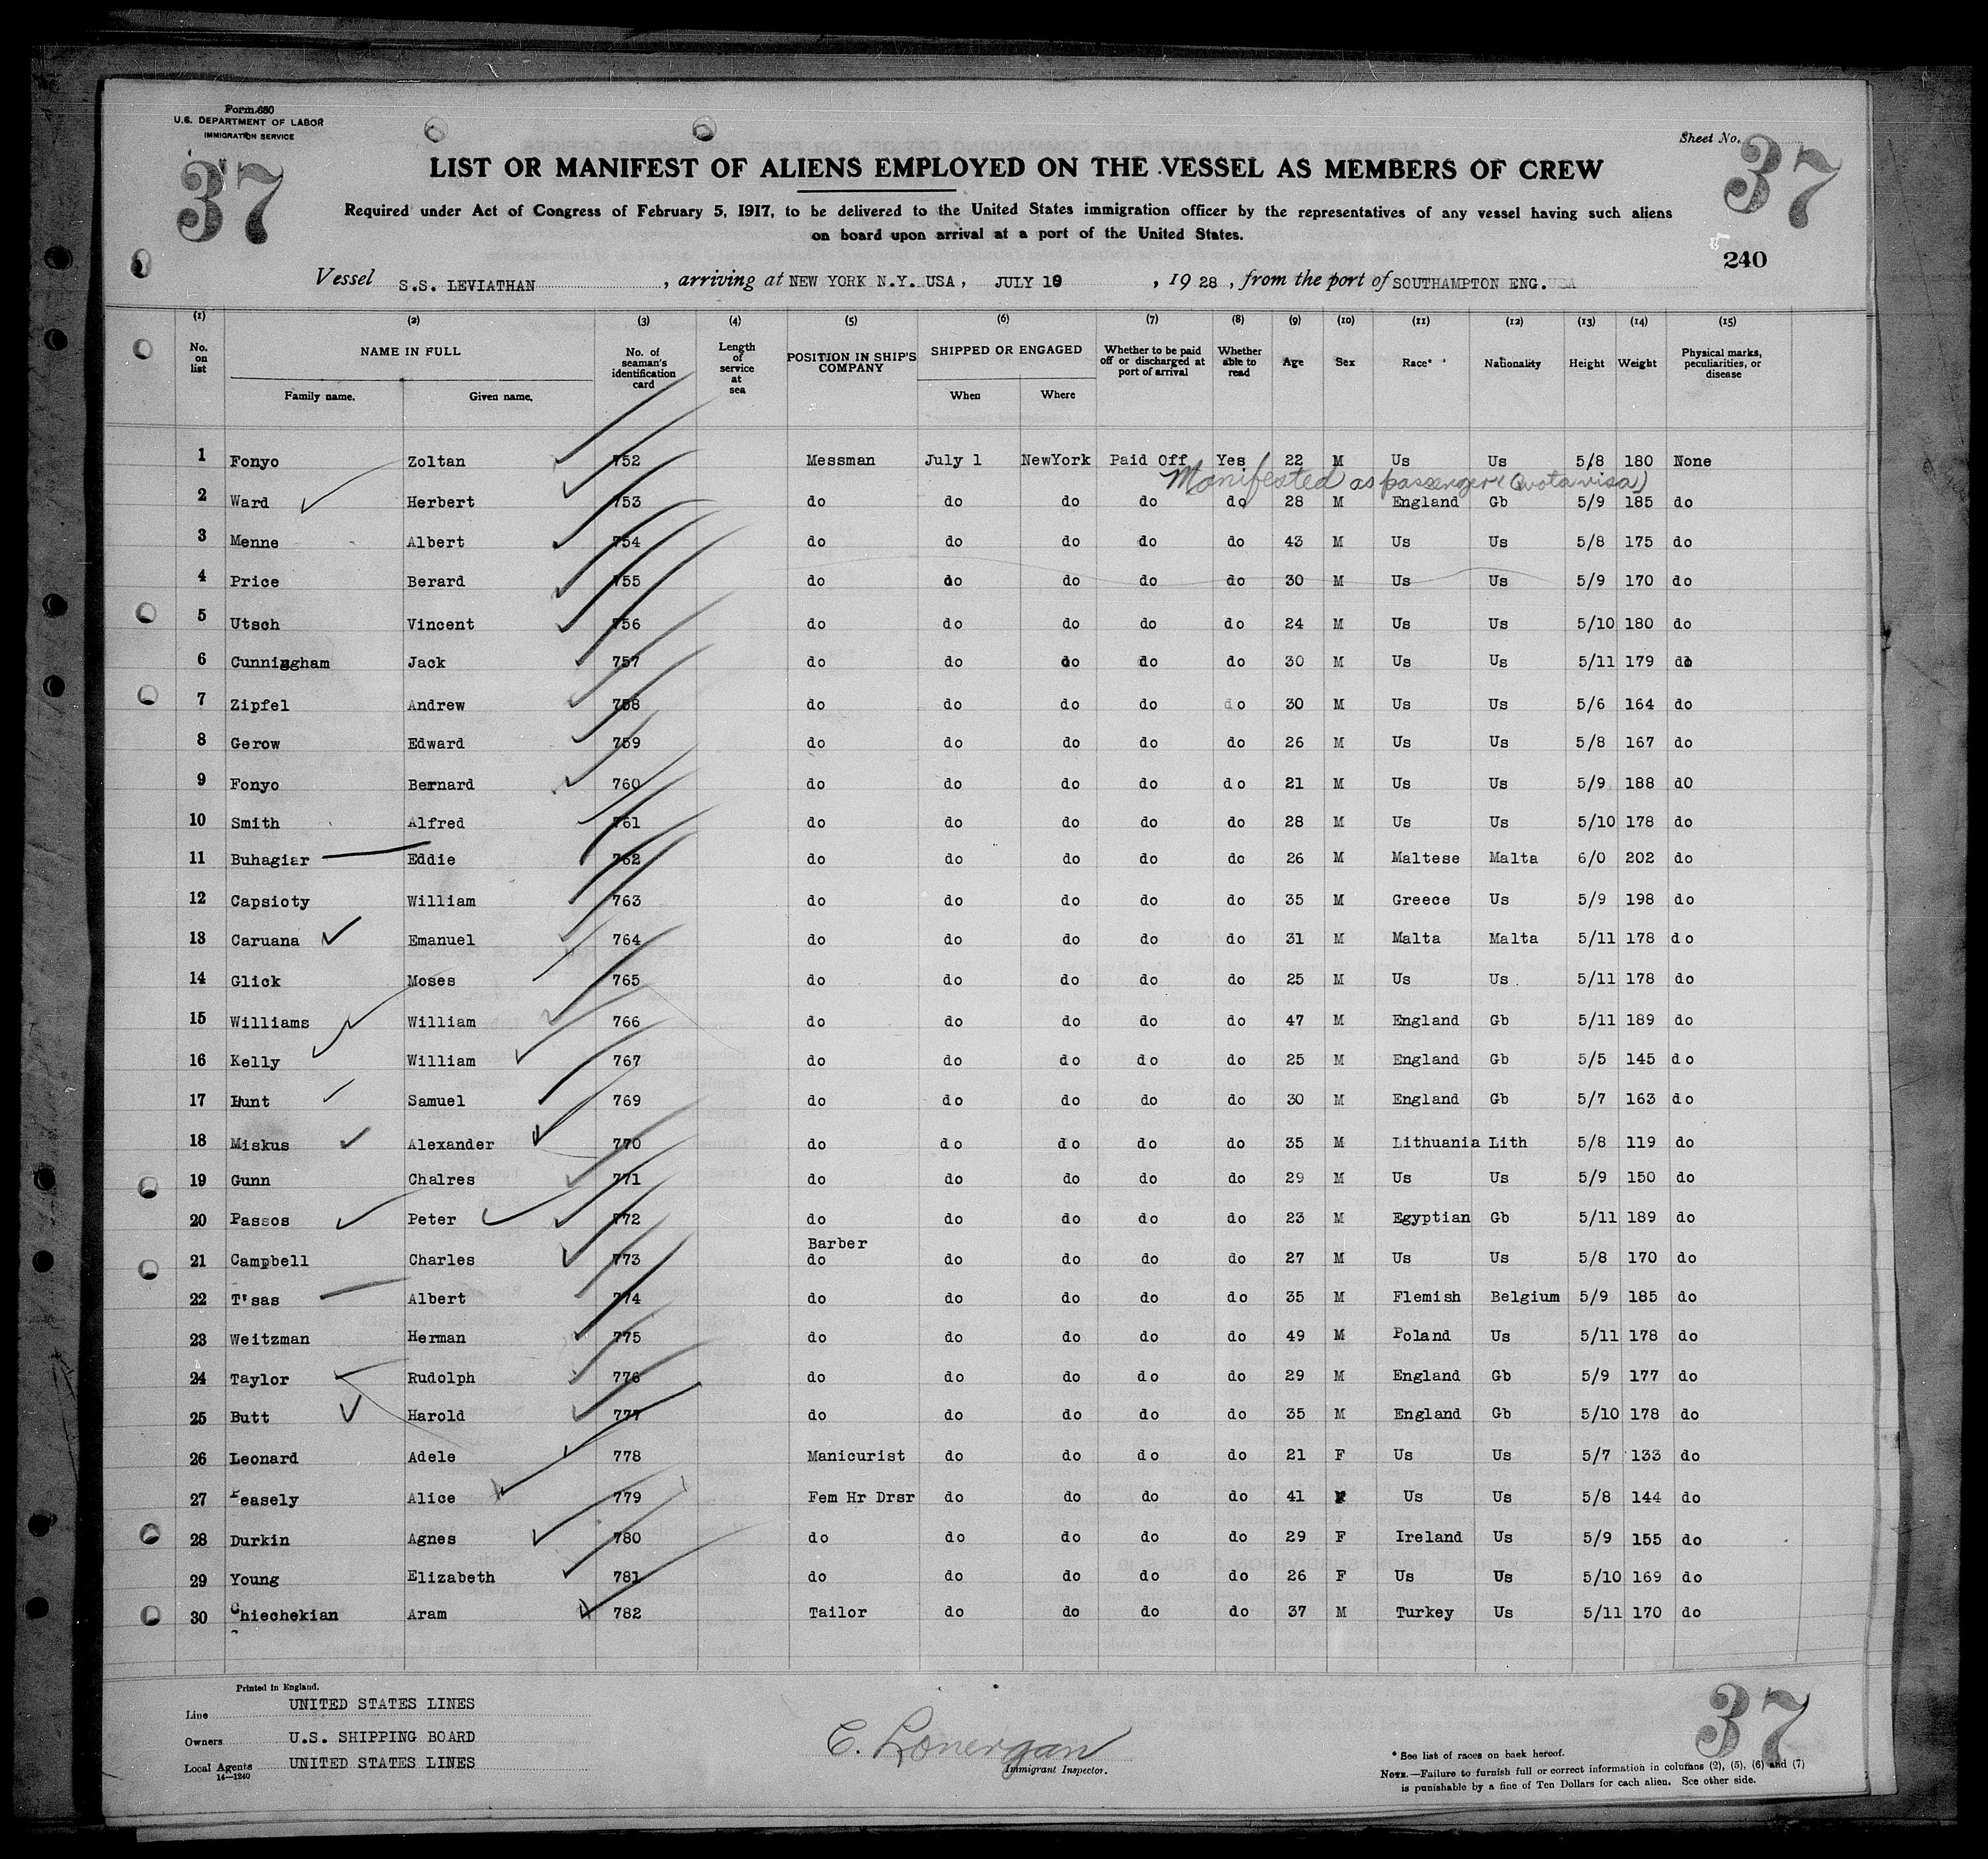 Form 680
U.S. DEPARTMENT OF LABOR
IMMIGRATION SERVICE
Sheet No.
37
37
LIST OR MANIFEST OF ALIENS EMPLOYED ON THE VESSEL AS MEMBERS OF CREW
Required under Act of Congress of February 5, 1917, to be delivered to the United States immigration officer by the representatives of any vessel having such aliens
on board upon arrival at a port of the United States.
240
Vessel S.S. LEVIATHAN, arriving at NEW YORK N.Y. USA, JULY 19, 1928, from the port of SOUTHAMPTON ENG. USA
(1) (2) (3) (4) (5) (6) (7) (8) (9) (10) (11) (12) (13) (14) (15)
No. on list NAME IN FULL Family name. Given name. No. of seaman's identification card Length of service at sea POSITION IN SHIP'S COMPANY SHIPPED OR ENGAGED When Where Whether to be paid off or discharged at port of arrival Whether able to read Age Sex Race* Nationality Height Weight Physical marks, peculiarities, or disease
1 Fonyo Zoltan 752 Messman July 1 NewYork Paid Off Yes 22 M Us Us 5/8 180 None
Manifested as passenger (Quota visa)
2 Ward Herbert 753 do do do do do 28 M England Gb 5/9 185 do
3 Menne Albert 754 do do do do do 43 M Us Us 5/8 175 do
4 Price Berard 755 do do do do do 30 M Us Us 5/9 170 do
5 Utsch Vincent 756 do do do do do 24 M Us Us 5/10 180 do
6 Cunningham Jack 757 do do do do do 30 M Us Us 5/11 179 do
7 Zipfel Andrew 758 do do do do do 30 M Us Us 5/6 164 do
8 Gerow Edward 759 do do do do do 26 M Us Us 5/8 167 do
9 Fonyo Bernard 760 do do do do do 21 M Us Us 5/9 188 dO
10 Smith Alfred 761 do do do do do 28 M Us Us 5/10 178 do
11 Buhagiar Eddie 762 do do do do do 26 M Maltese Malta 6/0 202 do
12 Capsioty William 763 do do do do do 35 M Greece Us 5/9 198 do
13 Caruana Emanuel 764 do do do do do 31 M Malta Malta 5/11 178 do
14 Glick Moses 765 do do do do do 25 M Us Us 5/11 178 do
15 Williams William 766 do do do do do 47 M England Gb 5/11 189 do
16 Kelly William 767 do do do do do 25 M England Gb 5/5 145 do
17 Hunt Samuel 769 do do do do do 30 M England Gb 5/7 163 do
18 Miskus Alexander 770 do do do do do 35 M Lithuania Lith 5/8 119 do
19 Gunn Chalres 771 do do do do do 29 M Us Us 5/9 150 do
20 Passos Peter 772 do do do do do 23 M Egyptian Gb 5/11 189 do
Barber
21 Campbell Charles 773 do do do do do 27 M Us Us 5/8 170 do
22 T'sas Albert 774 do do do do do 35 M Flemish Belgium 5/9 185 do
23 Weitzman Herman 775 do do do do do 49 M Poland Us 5/11 178 do
24 Taylor Rudolph 776 do do do do do 29 M England Gb 5/9 177 do
25 Butt Harold 777 do do do do do 35 M England Gb 5/10 178 do
26 Leonard Adele 778 Manicurist do do do do 21 F Us Us 5/7 133 do
27 easely Alice 779 Fem Hr Drsr do do do do 41 F Us Us 5/8 144 do
28 Durkin Agnes 780 do do do do do 29 F Ireland Us 5/9 155 do
29 Young Elizabeth 781 do do do do do 26 F Us Us 5/10 169 do
30 Chiechekian Aram 782 Tailor do do do do 37 M Turkey Us 5/11 170 do
Printed in England.
Line UNITED STATES LINES
Owners U.S. SHIPPING BOARD
Local Agents UNITED STATES LINES
14—1240
C. Lonergan
Immigrant Inspector.
37
* See list of races on back hereof.
NOTE.—Failure to furnish full or correct information in columns (2), (5), (6) and (7)
is punishable by a fine of Ten Dollars for each alien. See other side.